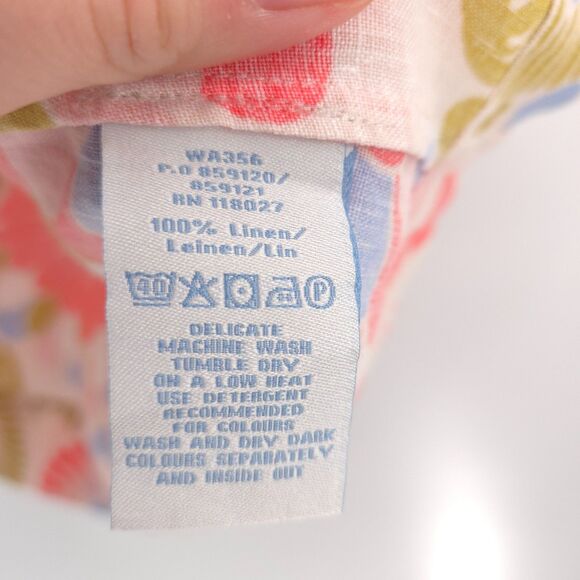 WA356
P.O 859120/
859121
RN 118027
100% Linen/
Leinen/Lin
40 P
DELICATE
MACHINE WASH
TUMBLE DRY
ON A LOW HEAT
USE DETERGENT
RECOMMENDED
FOR COLOURS
WASH AND DRY DARK
COLOURS SEPARATELY
AND INSIDE OUT